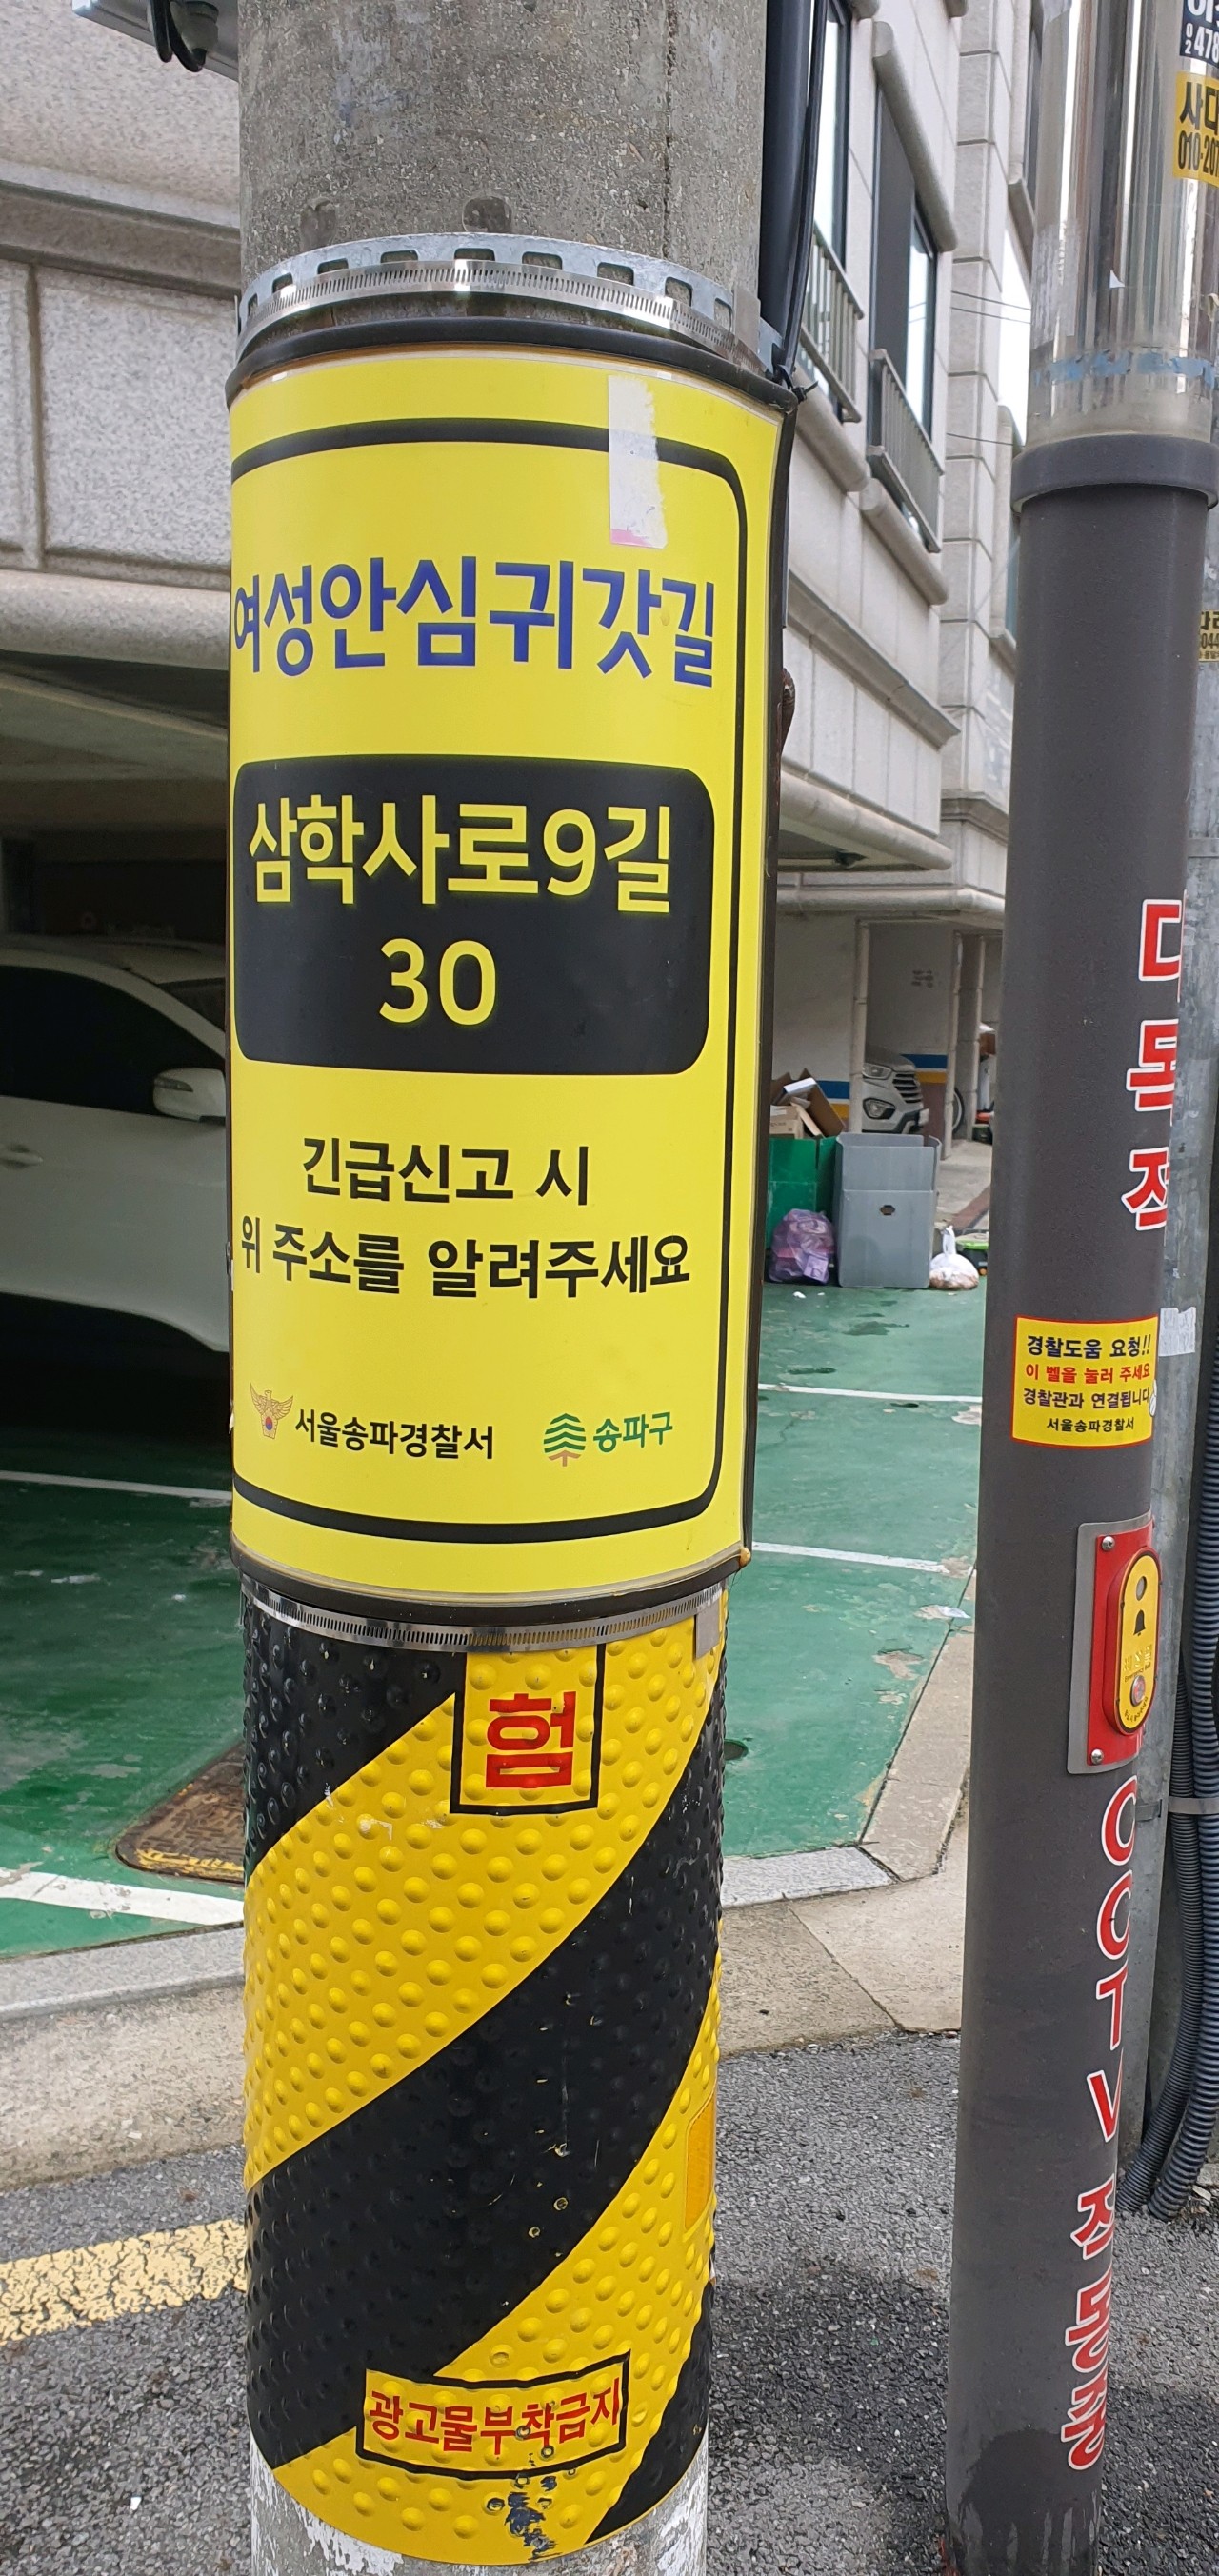 여성안심귀갓길
삼학사로9길
30
긴급신고 시
위 주소를 알려주세요
서울송파경찰서
송파구
험
광고물부착금지
경찰도움 요청!!
이 벨을 눌러 주세요
경찰관과 연결됩니다
서울송파경찰서
CCTV
작동중